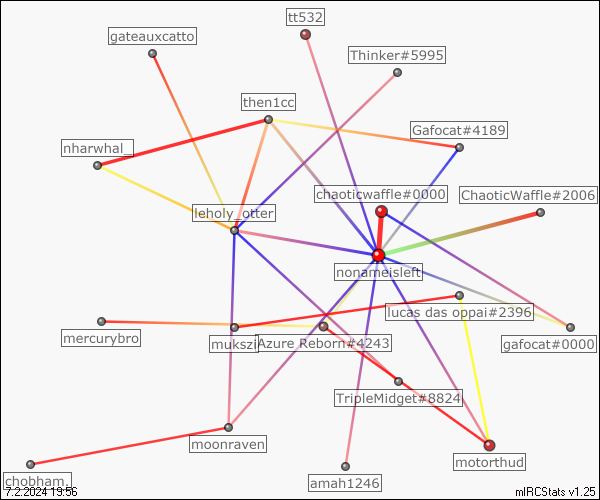 tt532
gateauxcatto
Thinker#5995
then1cc
Gafocat#4189
nharwhal_
chaoticwaffle#0000
ChaoticWaffle#2006
leholy_otter
nonameisleft
lucas das oppai#2396
mercurybro
mukszi
Azure Reborn#4243
gafocat#0000
TripleMidget#8824
moonraven
motorthud
chobham.
amah1246
7.2.2024 19:56
mIRCStats v1.25